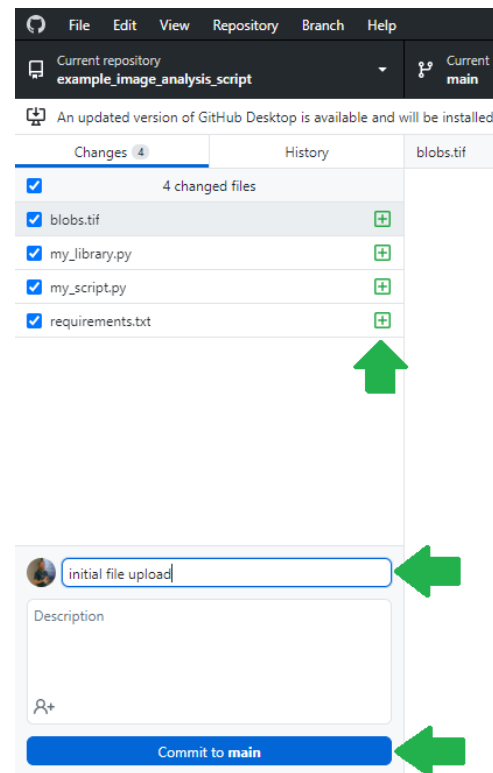 File Edit View Repository Branch Help
Current repository
example_image_analysis_script
Current
main
An updated version of GitHub Desktop is available and will be installed
Changes 4
History
blobs.tif
4 changed files
blobs.tif
my_library.py
my_script.py
requirements.txt
initial file upload
Description
Commit to main